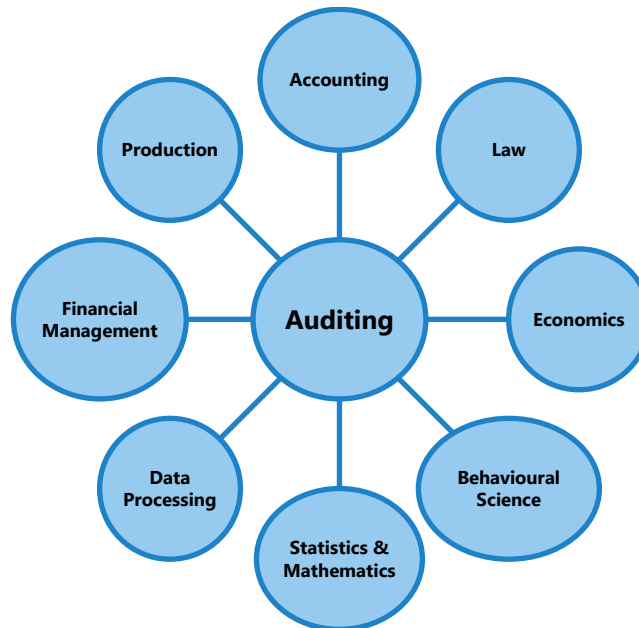 Accounting
Production
Law
Financial
Management
Auditing
Economics
Data
Processing
Behavioural
Science
Statistics &
Mathematics